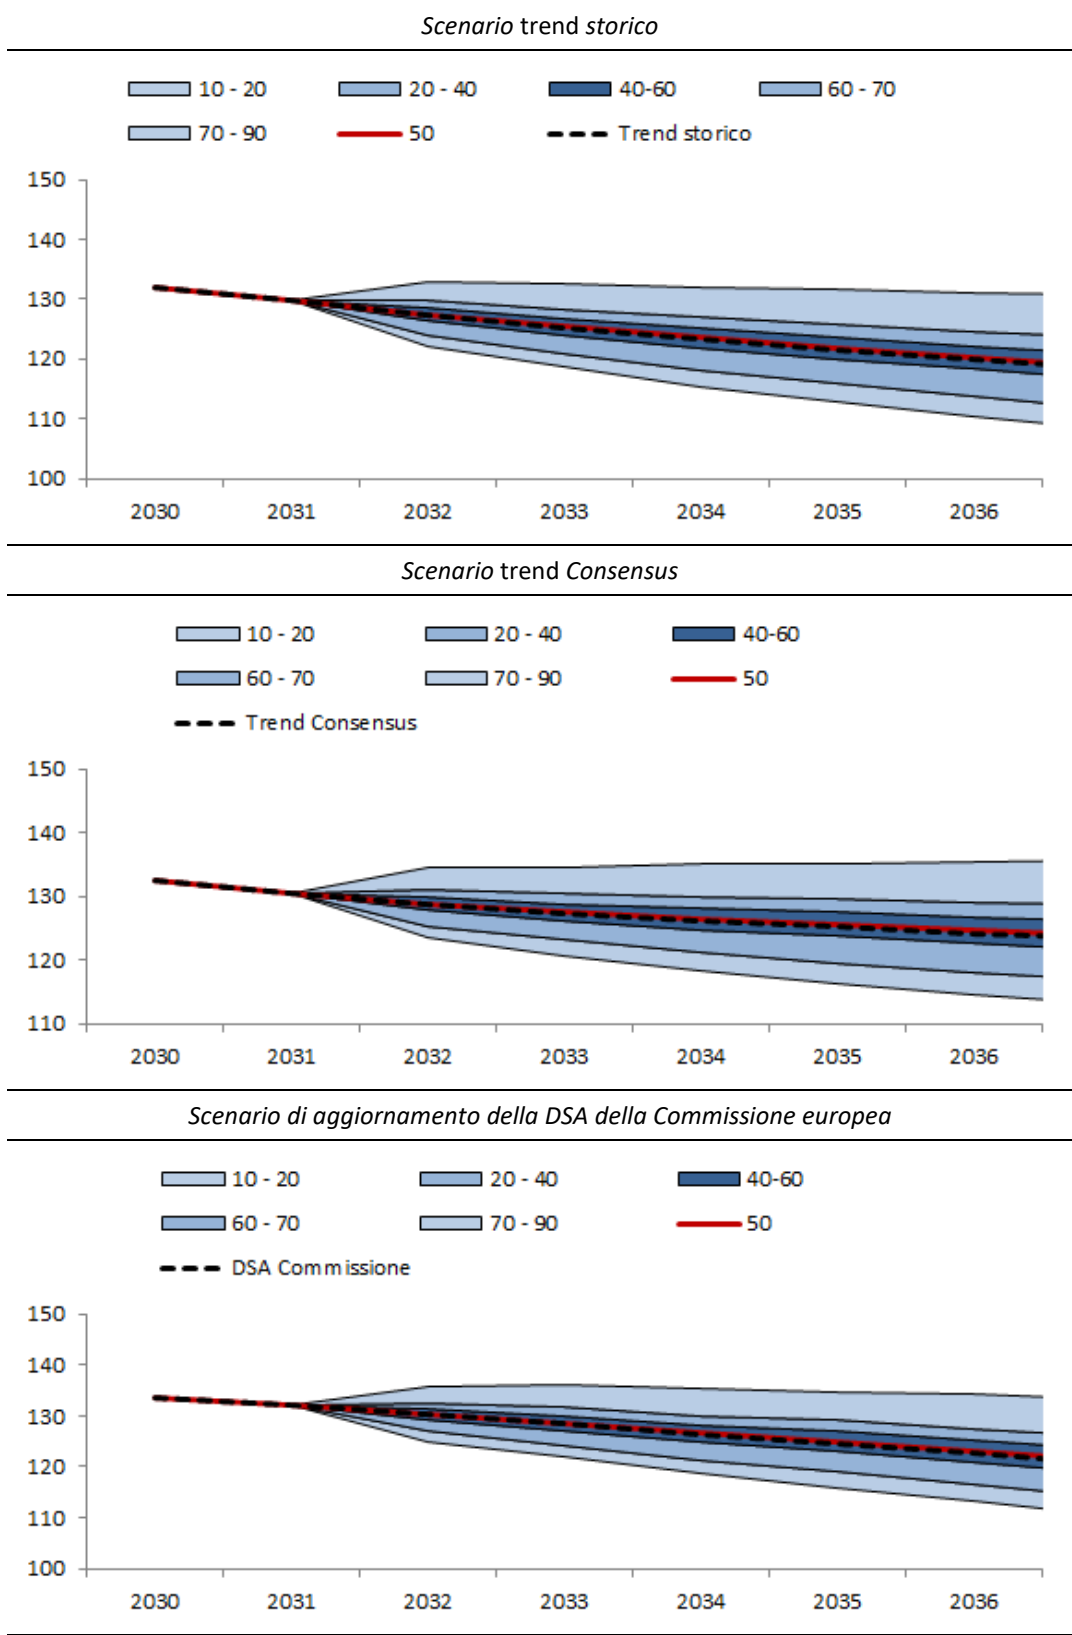 Scenario trend storico
10 - 20 20 - 40 40-60 60 - 70
70 - 90 50 Trend storico
150
140
130
120
110
100
2030 2031 2032 2033 2034 2035 2036
Scenario trend Consensus
10 - 20 20 - 40 40-60
60 - 70 70 - 90 50
Trend Consensus
150
140
130
120
110
2030 2031 2032 2033 2034 2035 2036
Scenario di aggiornamento della DSA della Commissione europea
10 - 20 20 - 40 40-60
60 - 70 70 - 90 50
DSA Commissione
150
140
130
120
110
100
2030 2031 2032 2033 2034 2035 2036